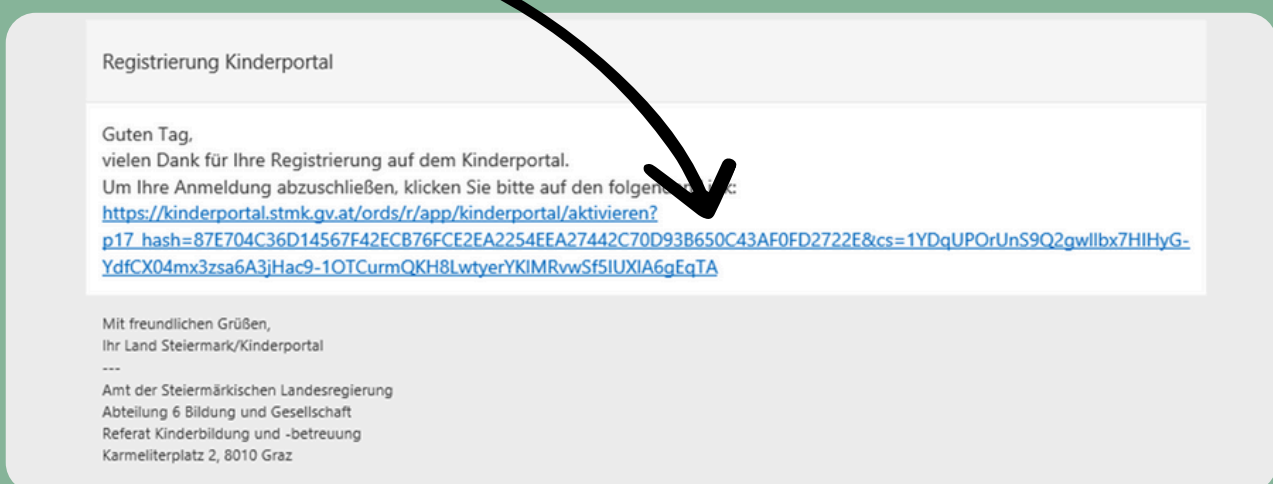 Registrierung Kinderportal
Guten Tag,
vielen Dank für Ihre Registrierung auf dem Kinderportal.
Um Ihre Anmeldung abzuschließen, klicken Sie bitte auf den
https://kinderportal.stmk.gv.at/ords/r/app/kinderportal/aktivieren?
p17_hash=87E704C36D14567F42ECB76FCE2EA2254EEA27442C70D93B650C43AF0FD2722E&cs=1YDqUPOrUnS9Q2gwIlbx7HIHyG-
YdfCX04mx3zsa6A3jHac9-1OTCurmQKH8LwtyerYKIMRvwSf5IUXIA6gEqTA
Mit freundlichen Grüßen,
Ihr Land Steiermark/Kinderportal
---
Amt der Steiermärkischen Landesregierung
Abteilung 6 Bildung und Gesellschaft
Referat Kinderbildung und -betreuung
Karmeliterplatz 2, 8010 Graz